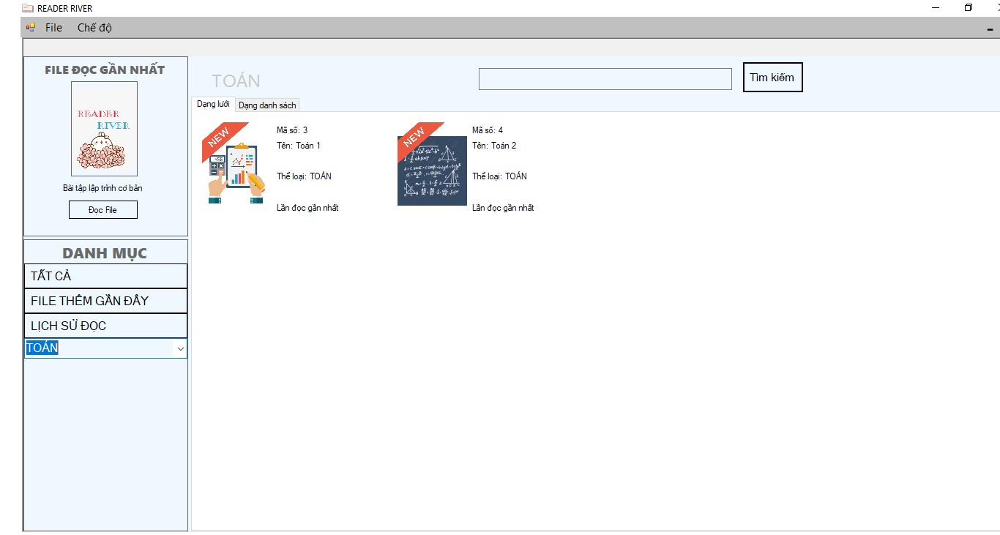 READER RIVER
File Chế độ
FILE ĐỌC GẦN NHẤT
READER
RIVER
Bài tập lập trình cơ bản
Đọc File
DANH MỤC
TẤT CẢ
FILE THÊM GẦN ĐÂY
LỊCH SỬ ĐỌC
TOÁN
TOÁN
Tìm kiếm
Dạng lưới Dạng danh sách
NEW
Mã số: 3
Tên: Toán 1
Thể loại: TOÁN
Lần đọc gần nhất
NEW
Mã số: 4
Tên: Toán 2
Thể loại: TOÁN
Lần đọc gần nhất